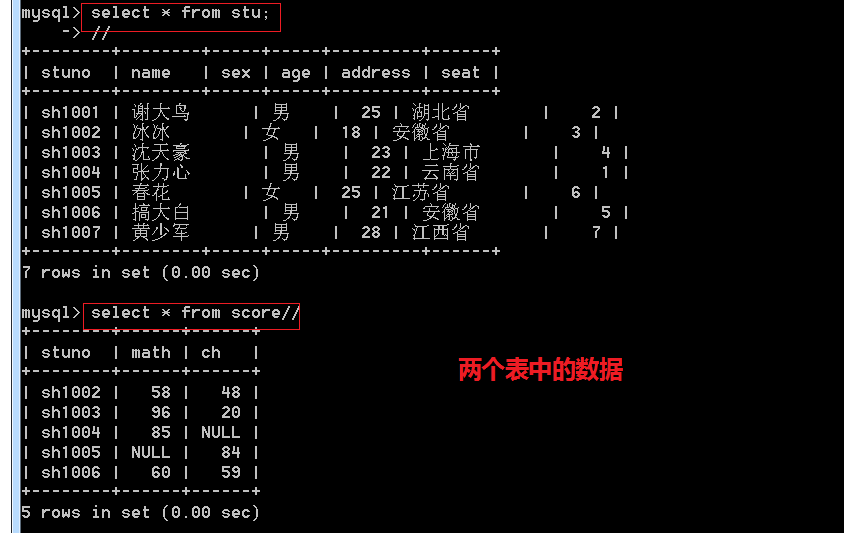 mysql> select * from stu;
    -> //
+--------+--------+-----+-----+---------+------+
| stuno  | name   | sex | age | address | seat |
+--------+--------+-----+-----+---------+------+
| sh1001 | 谢大鸟 | 男 | 25 | 湖北省 | 2 |
| sh1002 | 冰冰 | 女 | 18 | 安徽省 | 3 |
| sh1003 | 沈天豪 | 男 | 23 | 上海市 | 4 |
| sh1004 | 张力心 | 男 | 22 | 云南省 | 1 |
| sh1005 | 春花 | 女 | 25 | 江苏省 | 6 |
| sh1006 | 搞大白 | 男 | 21 | 安徽省 | 5 |
| sh1007 | 黄少军 | 男 | 28 | 江西省 | 7 |
+--------+--------+-----+-----+---------+------+
7 rows in set (0.00 sec)
mysql> select * from score//
+--------+------+------+
| stuno  | math | ch   |
+--------+------+------+
| sh1002 |   58 |   48 |
| sh1003 |   96 |   20 |
| sh1004 |   85 | NULL |
| sh1005 | NULL |   84 |
| sh1006 |   60 |   59 |
+--------+------+------+
5 rows in set (0.00 sec)
两个表中的数据